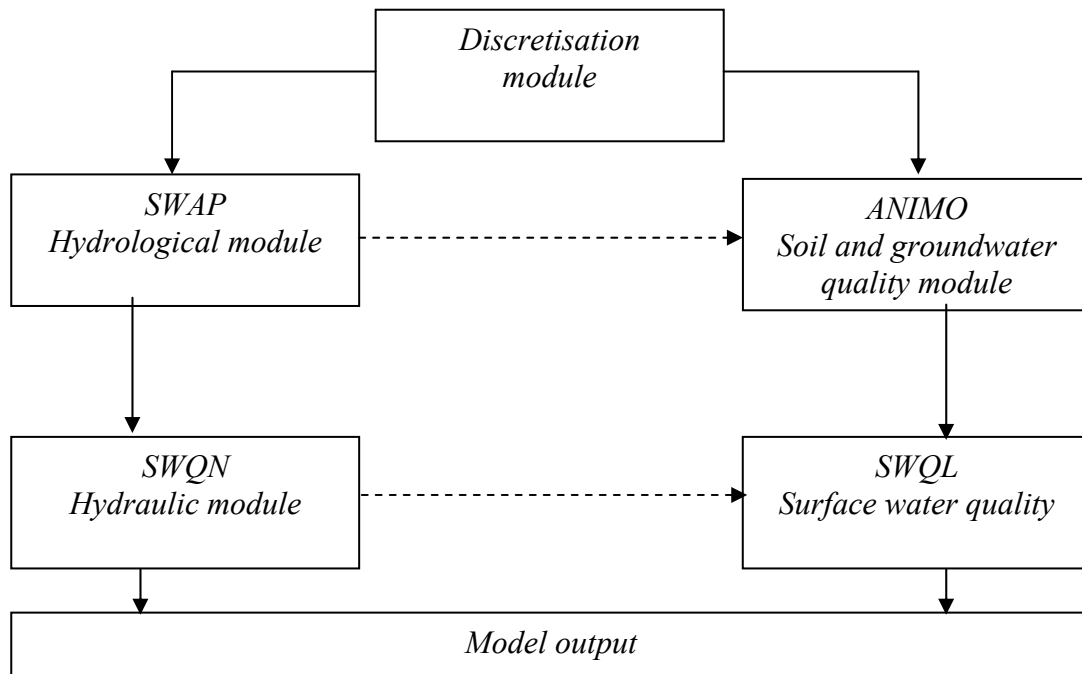 Discretisation
module
SWAP
Hydrological module
ANIMO
Soil and groundwater
quality module
SWQN
Hydraulic module
SWQL
Surface water quality
Model output